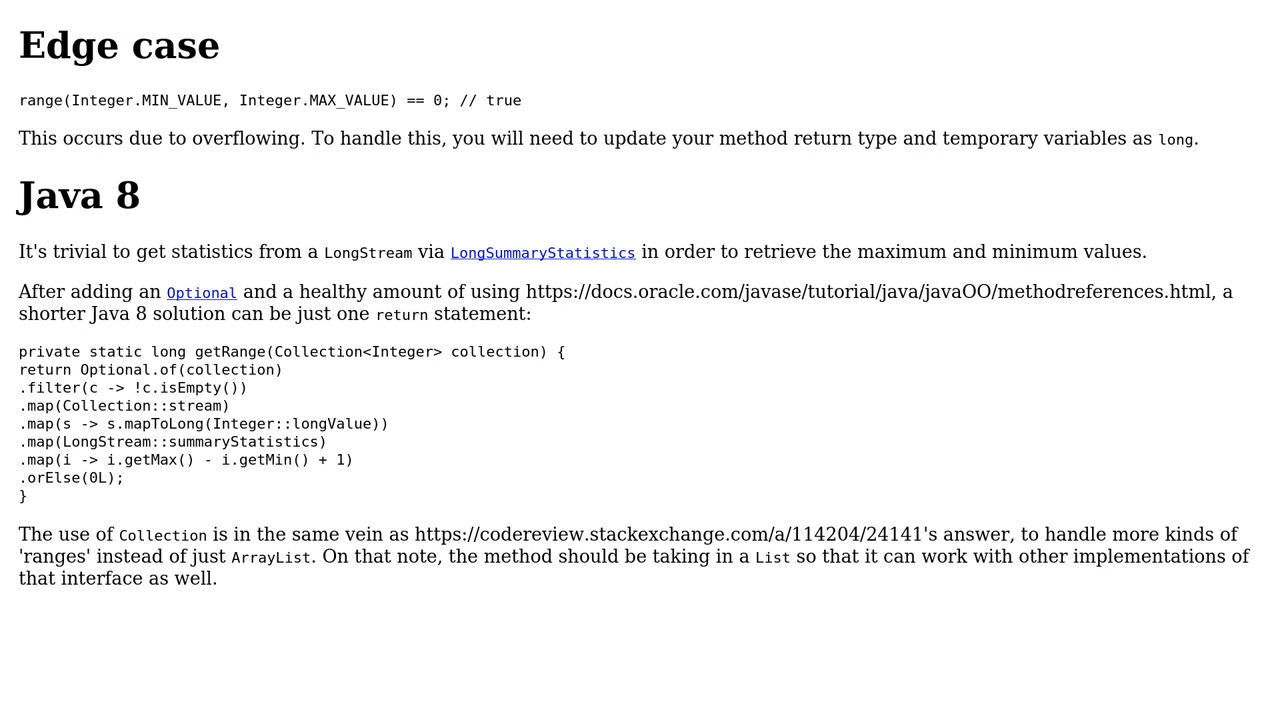 Edge case
range(Integer.MIN_VALUE, Integer.MAX_VALUE) == 0; // true
This occurs due to overflowing. To handle this, you will need to update your method return type and temporary variables as long.
Java 8
It's trivial to get statistics from a LongStream via LongSummaryStatistics in order to retrieve the maximum and minimum values.
After adding an Optional and a healthy amount of using https://docs.oracle.com/javase/tutorial/java/javaOO/methodreferences.html, a
shorter Java 8 solution can be just one return statement:
private static long getRange(Collection<Integer> collection) {
return Optional.of(collection)
.filter(c -> !c.isEmpty())
.map(Collection::stream)
.map(s -> s.mapToLong(Integer::longValue))
.map(LongStream::summaryStatistics)
.map(i -> i.getMax() - i.getMin() + 1)
.orElse(0L);
}
The use of Collection is in the same vein as https://codereview.stackexchange.com/a/114204/24141's answer, to handle more kinds of
'ranges' instead of just ArrayList. On that note, the method should be taking in a List so that it can work with other implementations of
that interface as well.